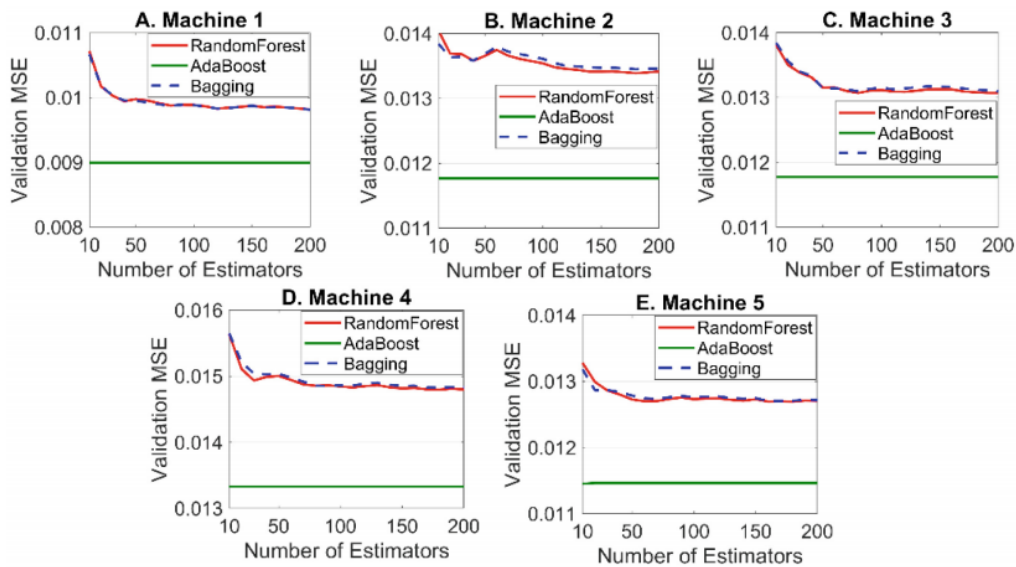 A. Machine 1
0.011
0.01
0.009
0.008
Validation MSE
RandomForest
AdaBoost
Bagging
10 50 100 150 200
Number of Estimators
B. Machine 2
0.014
0.013
0.012
0.011
Validation MSE
RandomForest
AdaBoost
Bagging
10 50 100 150 200
Number of Estimators
C. Machine 3
0.014
0.013
0.012
0.011
Validation MSE
RandomForest
AdaBoost
Bagging
10 50 100 150 200
Number of Estimators
D. Machine 4
0.016
0.015
0.014
0.013
Validation MSE
RandomForest
AdaBoost
Bagging
10 50 100 150 200
Number of Estimators
E. Machine 5
0.014
0.013
0.012
0.011
Validation MSE
RandomForest
AdaBoost
Bagging
10 50 100 150 200
Number of Estimators